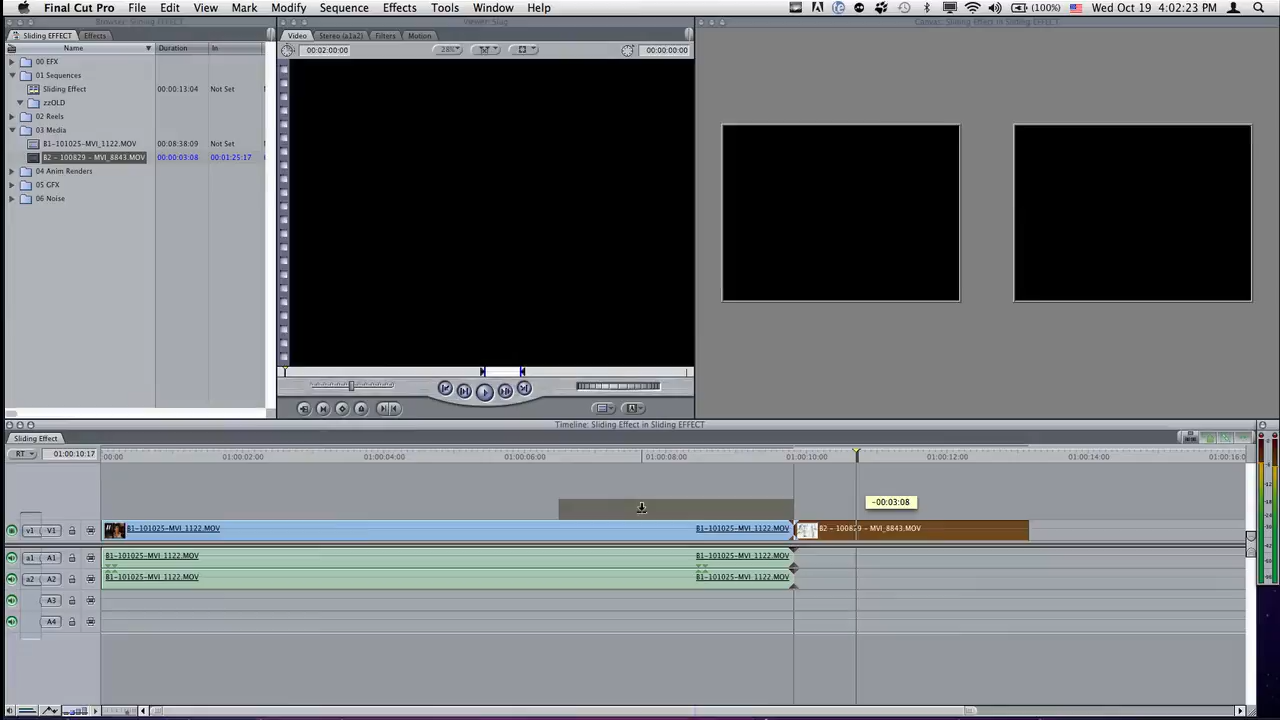 Final Cut Pro File Edit View Mark Modify Sequence Effects Tools Window Help (100%) Wed Oct 19 4:02:23 PM
Browser: Sliding EFFECT
Viewer: Slug
Canvas: Sliding Effect in Sliding EFFECT
Sliding EFFECT Effects
Video Stereo (a1a2) Filters Motion
Name Duration In
00:02:00:00 28% 00:00:00:00
00 EFX
01 Sequences
Sliding Effect 00:00:13:04 Not Set
zzOLD
02 Reels
03 Media
B1-101025-MVI_1122.MOV 00:08:38:09 Not Set
B2 - 100829 - MVI_8843.MOV 00:00:03:08 00:01:25:17
04 Anim Renders
05 GFX
06 Noise
Timeline: Sliding Effect in Sliding EFFECT
Sliding Effect
RT 01:00:10:17 00:00 01:00:02:00 01:00:04:00 01:00:06:00 01:00:08:00 01:00:10:00 01:00:12:00 01:00:14:00 01:00:16:0
-00:03:08
v1 V1 B1-101025-MVI_1122.MOV B1-101025-MVI_1122.MOV B2 - 100829 - MVI_8843.MOV
a1 A1 B1-101025-MVI_1122.MOV B1-101025-MVI_1122.MOV
a2 A2 B1-101025-MVI_1122.MOV B1-101025-MVI_1122.MOV
A3
A4